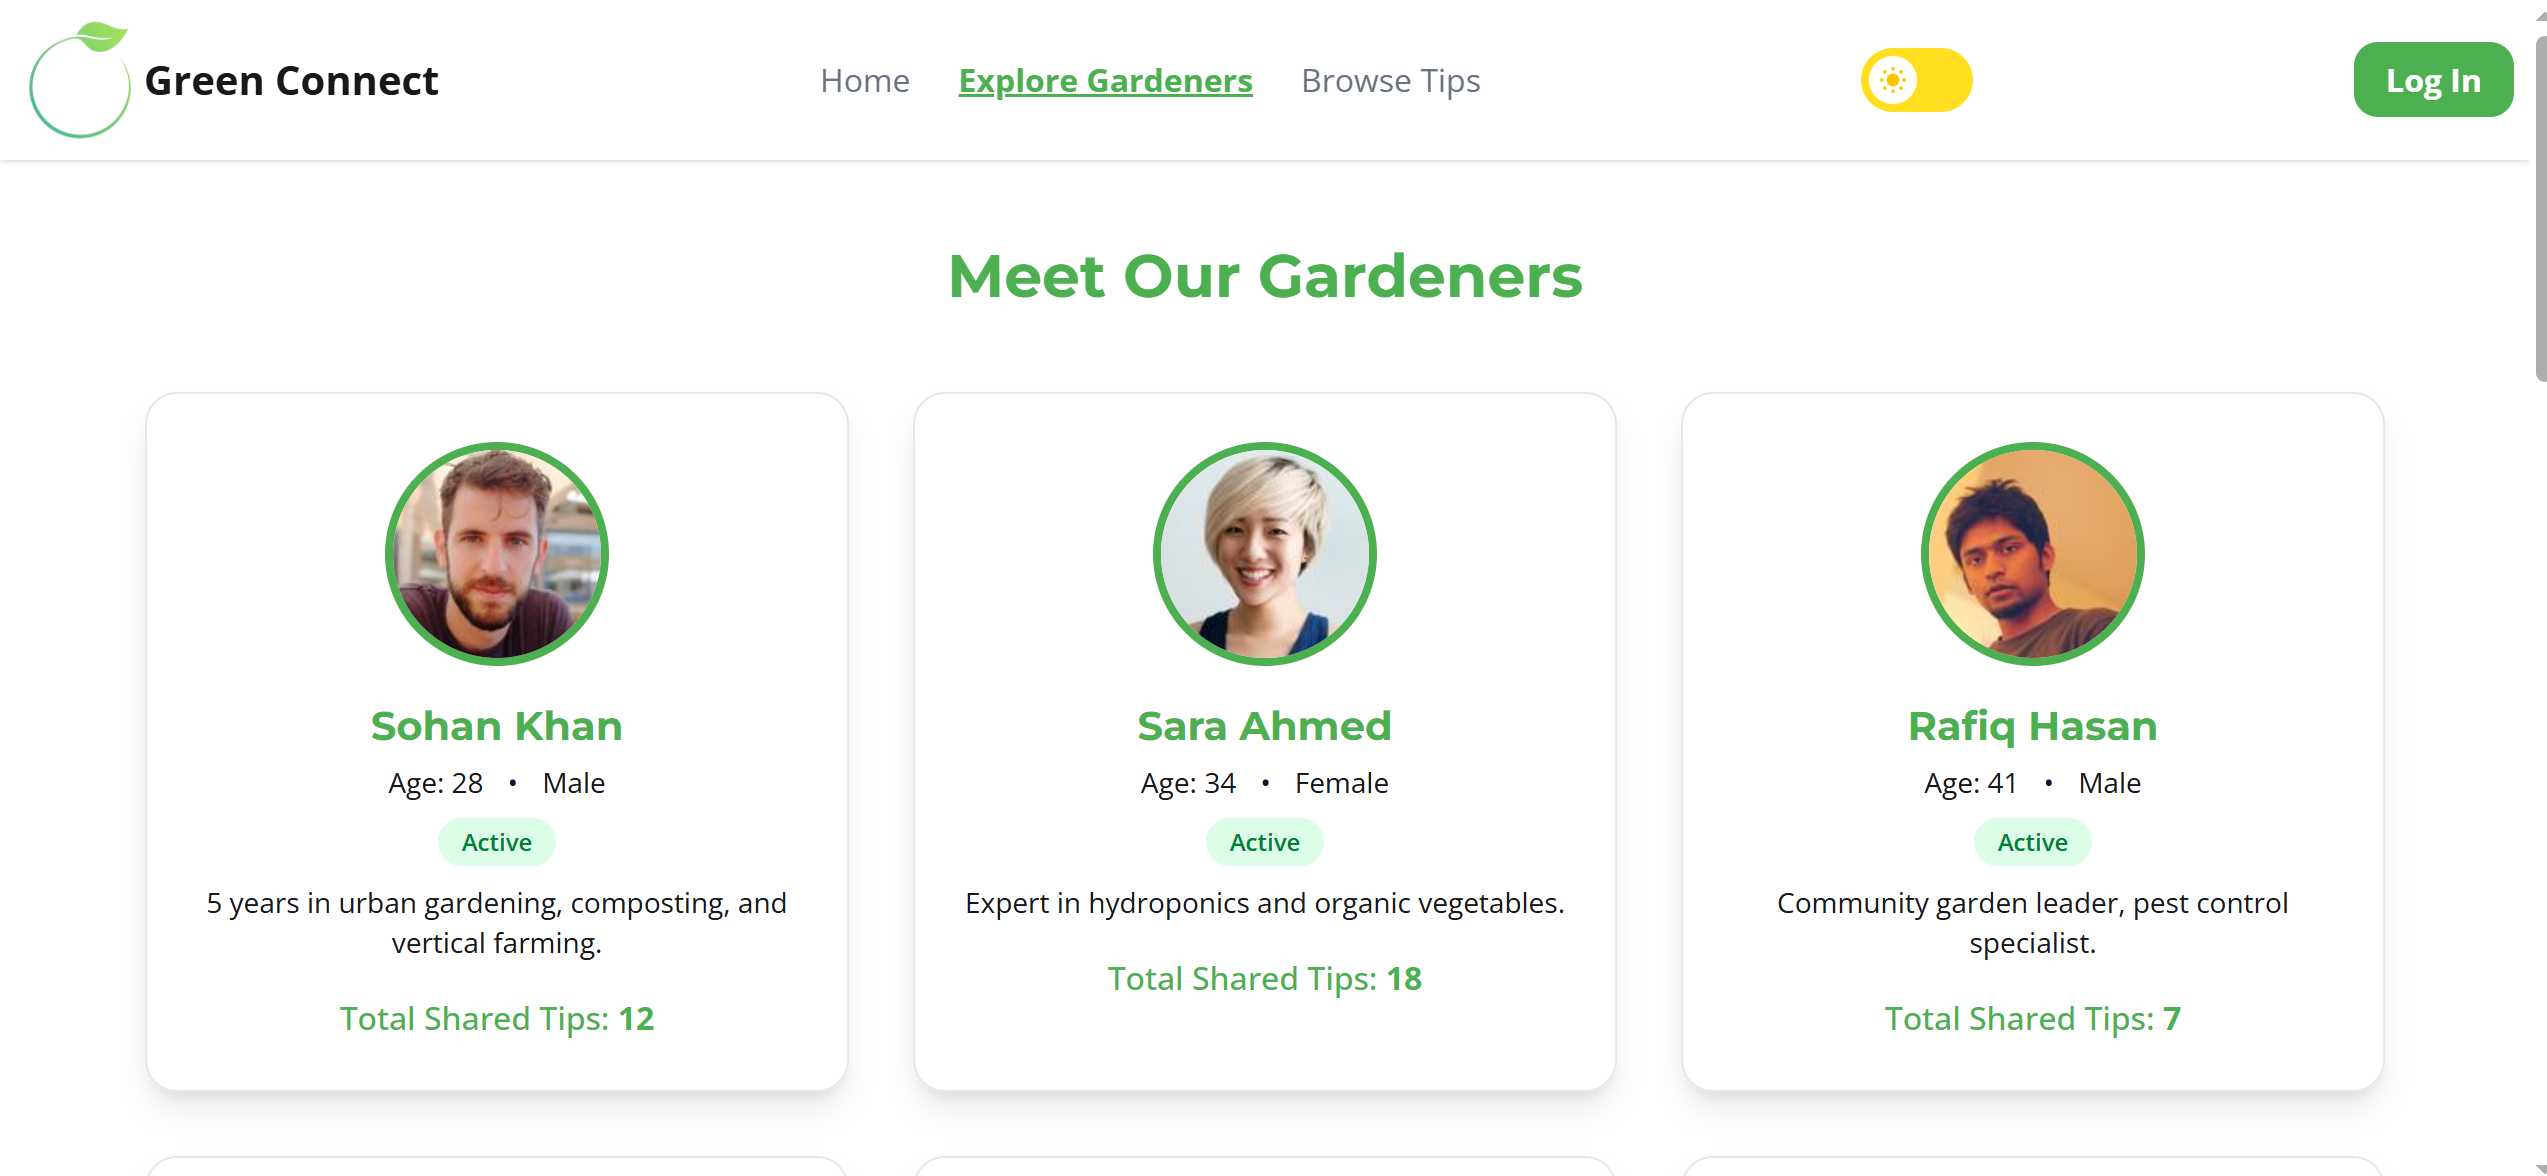 Green Connect
Home Explore Gardeners Browse Tips
Log In
Meet Our Gardeners
Sohan Khan
Age: 28 • Male
Active
5 years in urban gardening, composting, and
vertical farming.
Total Shared Tips: 12
Sara Ahmed
Age: 34 • Female
Active
Expert in hydroponics and organic vegetables.
Total Shared Tips: 18
Rafiq Hasan
Age: 41 • Male
Active
Community garden leader, pest control
specialist.
Total Shared Tips: 7